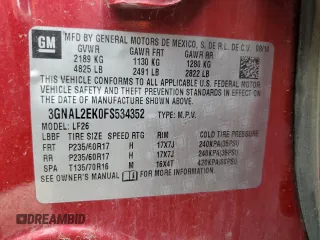 GM
MFD BY GENERAL MOTORS DE MEXICO, S. DE R.L. DE C.V.
GVWR GAWR FRT GAWR RR
2189 KG 1130 KG 1280 KG
4825 LB 2491 LB 2822 LB
THIS VEHICLE CONFORMS TO ALL APPLICABLE U.S. FEDERAL MOTOR
VEHICLE SAFETY AND THEFT PREVENTION STANDARDS IN EFFECT ON
THE DATE OF MANUFACTURE SHOWN ABOVE.
3GNAL2EK0FS534352 TYPE: M.P.V.
MODEL: LF26
LBBF TIRE SIZE SPEED RTG RIM COLD TIRE PRESSURE
FRT P235/60R17 H 17X7J 240KPA(35PSI)
RR P235/60R17 H 17X7J 240KPA(35PSI)
SPA T135/70R16 M 16X4T 420KPA(60PSI)
SEE OWNER'S MANUAL FOR ADDITIONAL INFORMATION.
DREAMBID